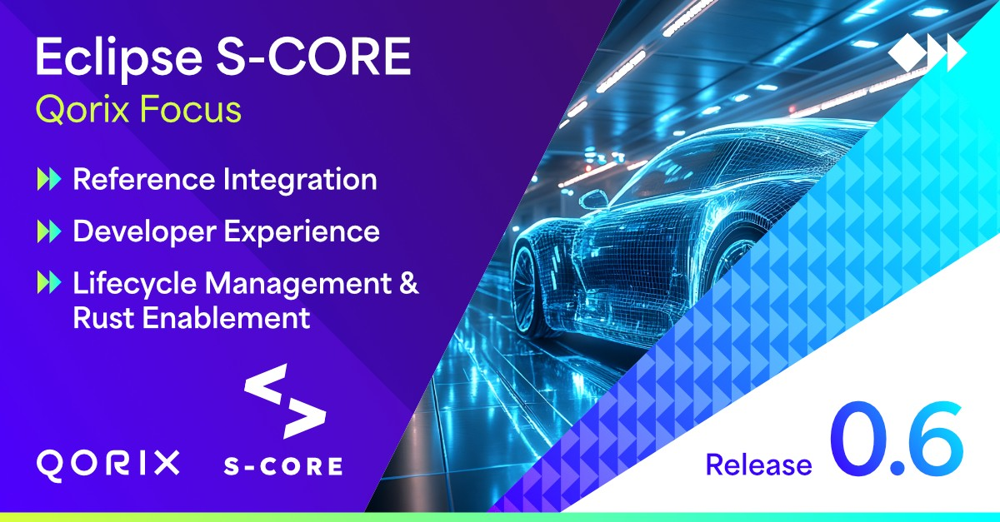 Eclipse S-CORE
Qorix Focus
Reference Integration
Developer Experience
Lifecycle Management &
Rust Enablement
QORIX
S-CORE
Release 0.6